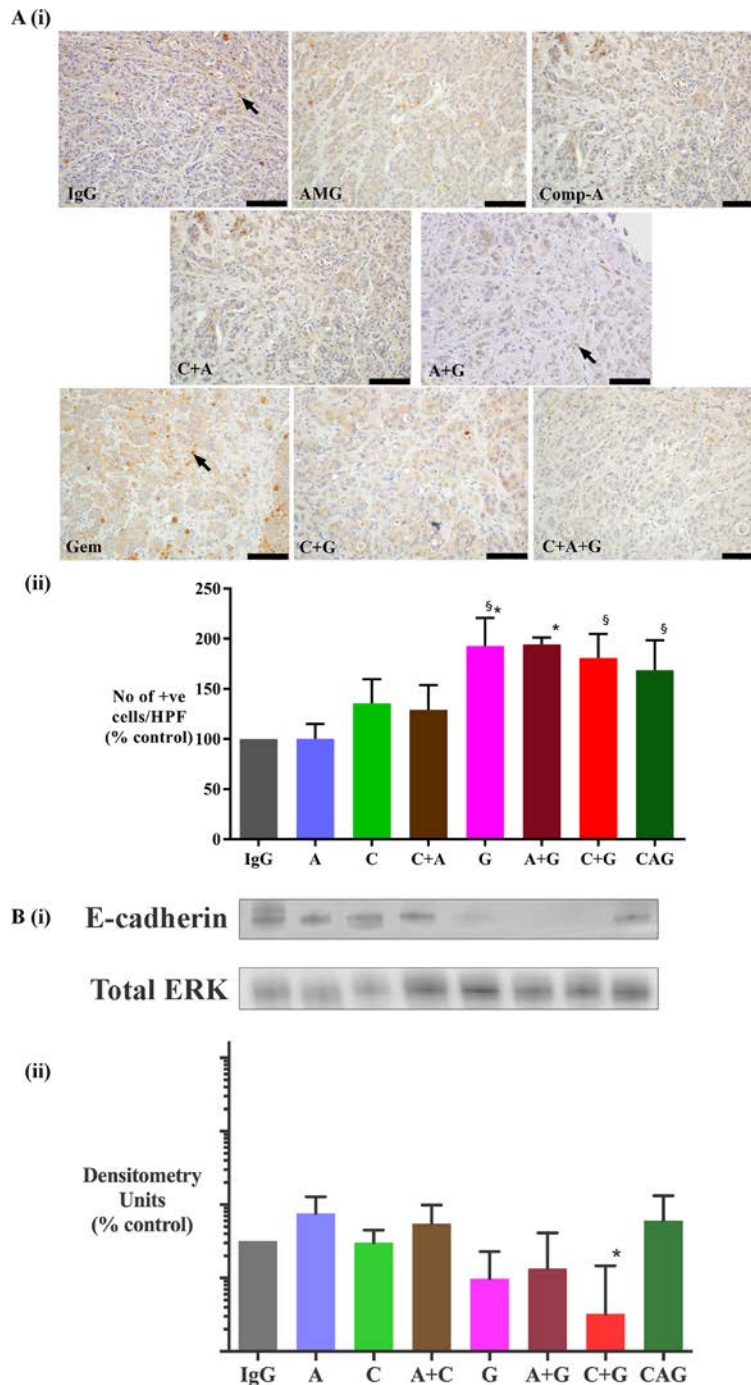 A (i)
IgG
AMG
Comp-A
C+A
A+G
Gem
C+G
C+A+G
(ii)
250
200
150
100
50
0
No of +ve
cells/HPF
(% control)
§ *
*
§
§
IgG A C C+A G A+G C+G CAG
B (i)
E-cadherin
Total ERK
(ii)
Densitometry
Units
(% control)
*
IgG A C A+C G A+G C+G CAG